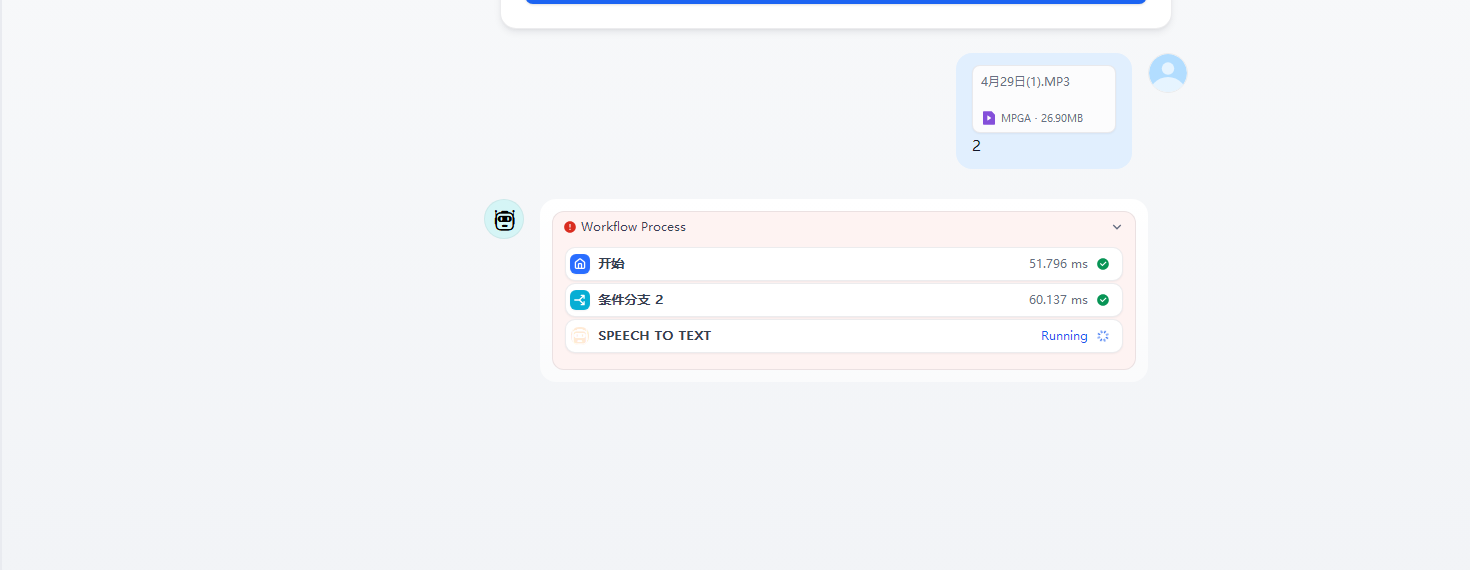 4月29日(1).MP3
MPGA · 26.90MB
2
Workflow Process
开始 51.796 ms
条件分支 2 60.137 ms
SPEECH TO TEXT Running